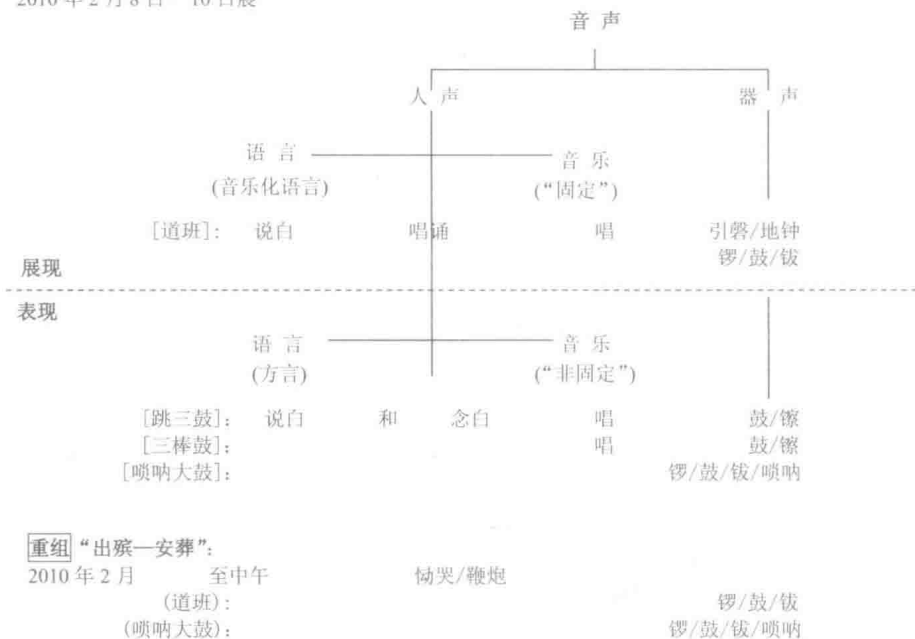 音 声
人 声 器 声
语 言 音 乐
(音乐化语言) (“固定”)
[道班]： 说白 唱诵 唱 引磬/地钟
锣/鼓/钹
展现
表现
语 言 音 乐
(方言) (“非固定”)
[跳三鼓]： 说白 和 念白 唱 鼓/镲
[三棒鼓]： 唱 鼓/镲
[唢呐大鼓]： 锣/鼓/钹/唢呐
重组“出殡—安葬”：
2010 年 2 月 至中午 恸哭/鞭炮
(道班)： 锣/鼓/钹
(唢呐大鼓)： 锣/鼓/钹/唢呐